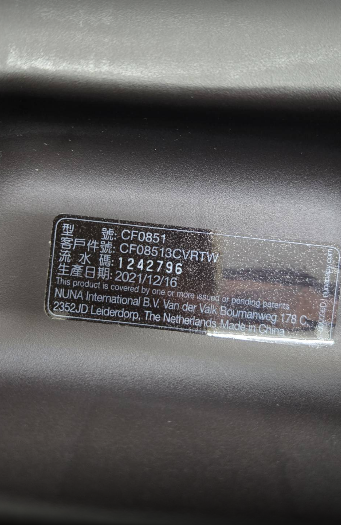 型 號: CF0851
客戶件號: CF08513CVRTW
流水碼: 1242796
生產日期: 2021/12/16
This product is covered by one or more issued or pending patents
NUNA International B.V. Van der Valk Boumanweg 178 C,
2352JD Leiderdorp, The Netherlands Made in China